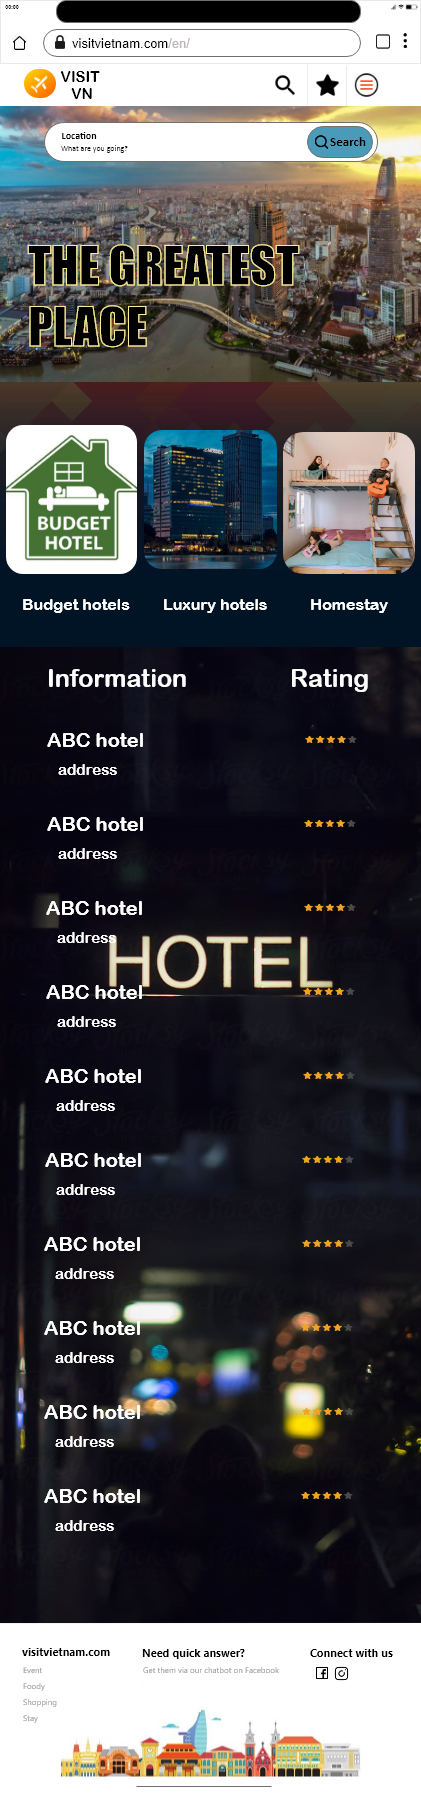 00:00
visitvietnam.com/en/
VISIT
VN
Location
What are you going?
Search
THE GREATEST
PLACE
BUDGET
HOTEL
Budget hotels
Luxury hotels
Homestay
Information
Rating
ABC hotel
address
ABC hotel
address
ABC hotel
address
HOTEL
ABC hotel
address
ABC hotel
address
ABC hotel
address
ABC hotel
address
ABC hotel
address
ABC hotel
address
ABC hotel
address
visitvietnam.com
Event
Foody
Shopping
Stay
Need quick answer?
Get them via our chatbot on Facebook
Connect with us